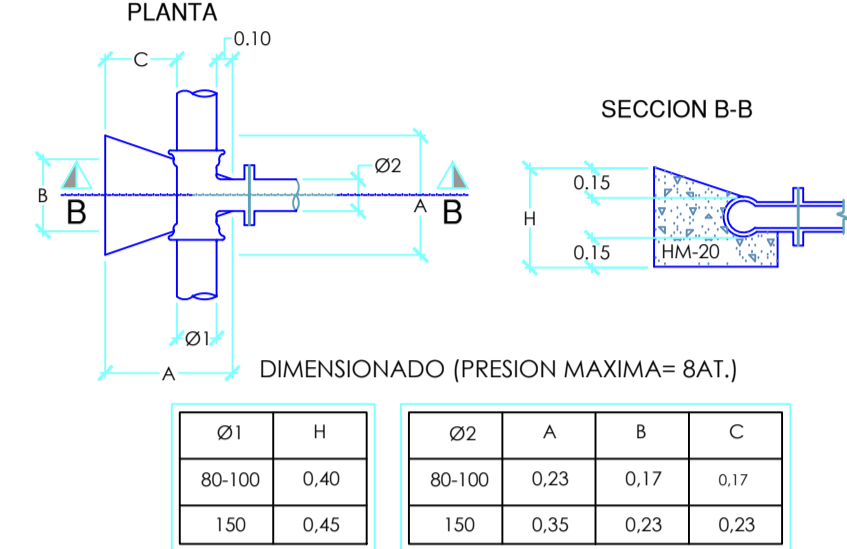 PLANTA
0.10
C
Ø2
B
B
A
B
Ø1
A
SECCION B-B
0.15
H
0.15
HM-20
DIMENSIONADO (PRESION MAXIMA= 8AT.)
Ø1 H
80-100 0,40
150 0,45
Ø2 A B C
80-100 0,23 0,17 0,17
150 0,35 0,23 0,23